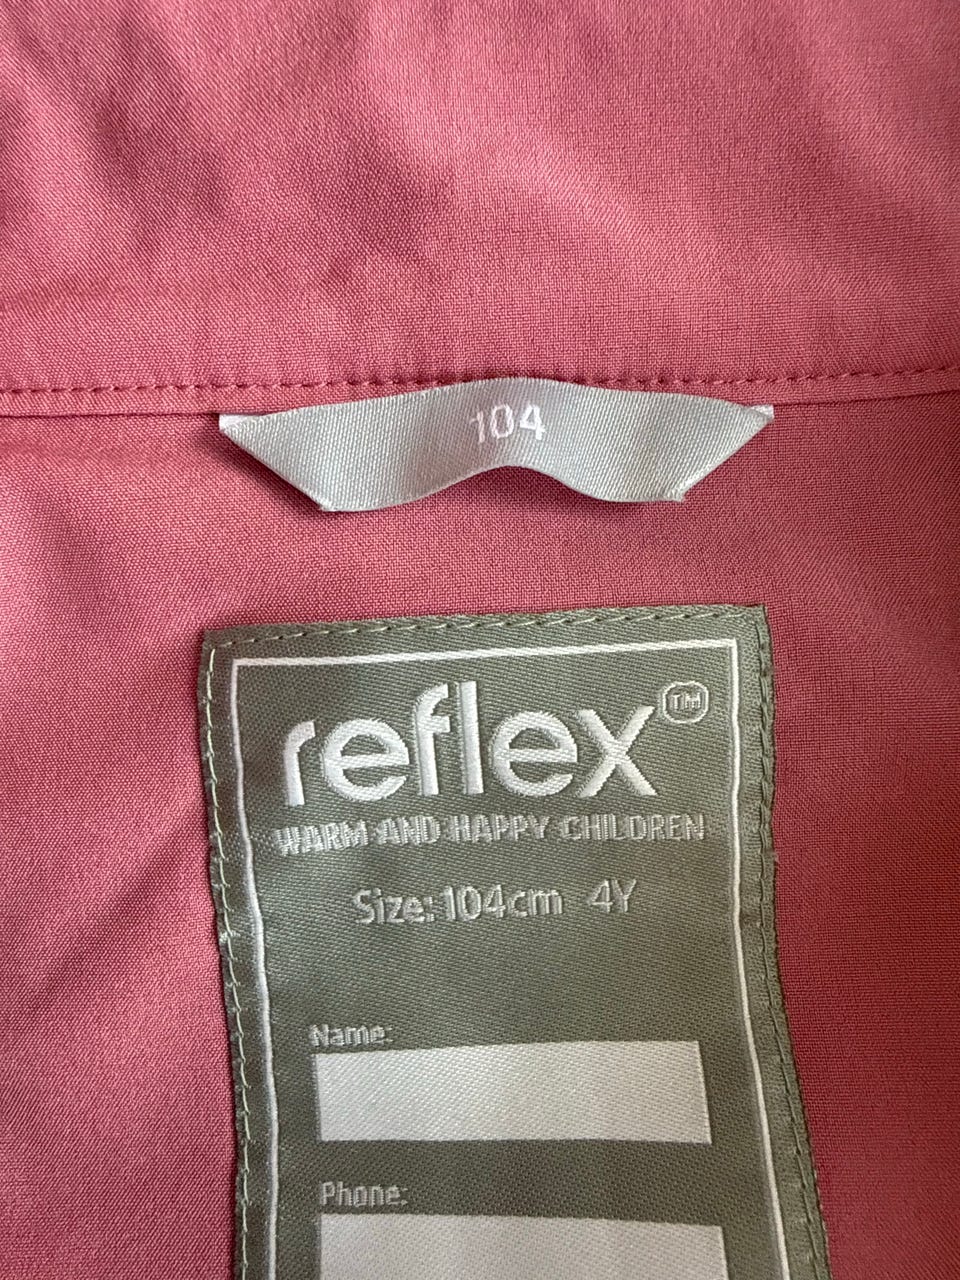 104
reflex™
WARM AND HAPPY CHILDREN
Size: 104cm 4Y
Name:
Phone: